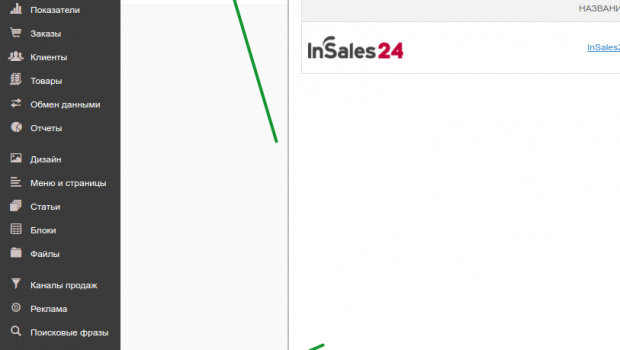 Показатели
Заказы
Клиенты
Товары
Обмен данными
Отчеты
Дизайн
Меню и страницы
Статьи
Блоки
Файлы
Каналы продаж
Реклама
Поисковые фразы
НАЗВАНИ
InSales24
InSales2